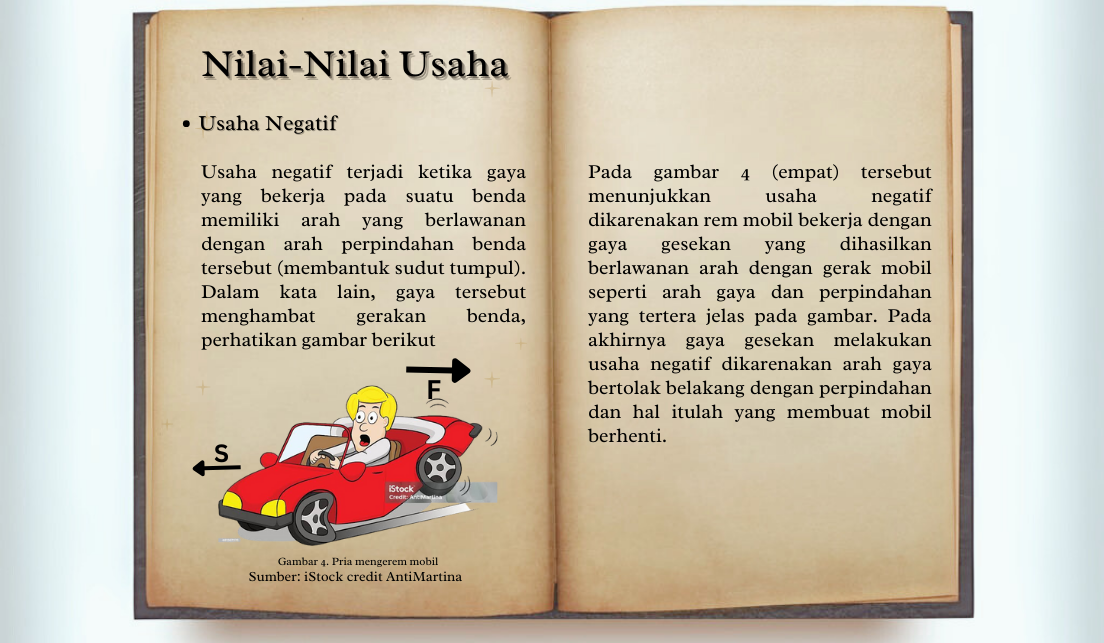 Nilai-Nilai Usaha
• Usaha Negatif
Usaha negatif terjadi ketika gaya
yang bekerja pada suatu benda
memiliki arah yang berlawanan
dengan arah perpindahan benda
tersebut (membantuk sudut tumpul).
Dalam kata lain, gaya tersebut
menghambat gerakan benda,
perhatikan gambar berikut
F
S
iStock
Credit: AntiMartina
Gambar 4. Pria mengerem mobil
Sumber: iStock credit AntiMartina
Pada gambar 4 (empat) tersebut
menunjukkan usaha negatif
dikarenakan rem mobil bekerja dengan
gaya gesekan yang dihasilkan
berlawanan arah dengan gerak mobil
seperti arah gaya dan perpindahan
yang tertera jelas pada gambar. Pada
akhirnya gaya gesekan melakukan
usaha negatif dikarenakan arah gaya
bertolak belakang dengan perpindahan
dan hal itulah yang membuat mobil
berhenti.